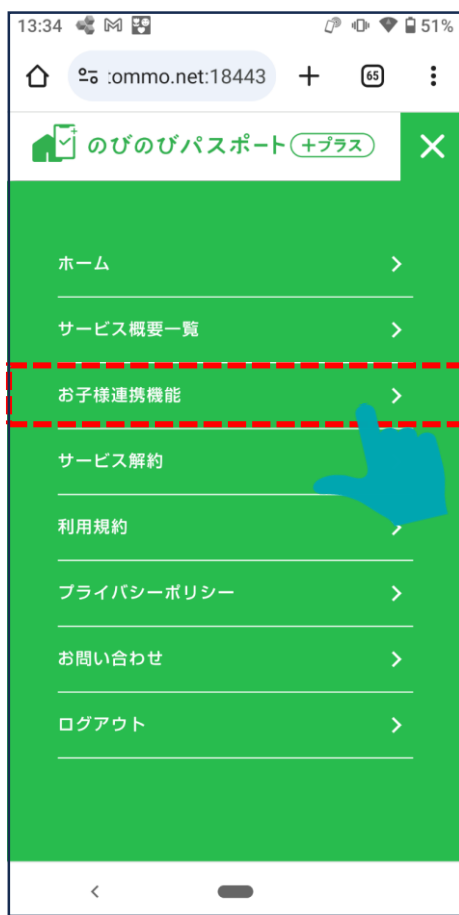 13:34
51%
:ommo.net:18443
65
のびのびパスポート +プラス
ホーム
サービス概要一覧
お子様連携機能
サービス解約
利用規約
プライバシーポリシー
お問い合わせ
ログアウト